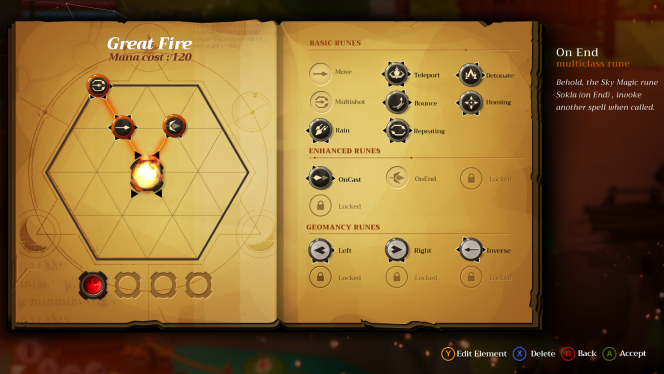 Great Fire
Mana cost : 120
BASIC RUNES
Move
Teleport
Detonate
Multishot
Bounce
Homing
Rain
Repeating
ENHANCED RUNES
OnCast
OnEnd
Locked
Locked
GEOMANCY RUNES
Left
Right
Inverse
Locked
Locked
Locked
On End
multiclass rune
Behold, the Sky Magic rune
Sokla (on End) , invoke
another spell when called.
Y Edit Element
X Delete
B Back
A Accept